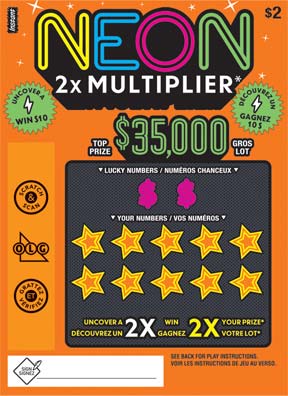 Instant
$2
NEON
2x MULTIPLIER*
UNCOVER A
WIN $10
DÉCOUVREZ UN
GAGNEZ
10 $
TOP
PRIZE
$35,000
GROS
LOT
LUCKY NUMBERS / NUMÉROS CHANCEUX
$ $
YOUR NUMBERS / VOS NUMÉROS
SCRATCH
&
SCAN
OLG
GRATTEZ
ET
VÉRIFIEZ
UNCOVER A 2X WIN 2X YOUR PRIZE*
DÉCOUVREZ UN 2X GAGNEZ 2X VOTRE LOT*
SIGN
SIGNEZ
SEE BACK FOR PLAY INSTRUCTIONS.
VOIR LES INSTRUCTIONS DE JEU AU VERSO.